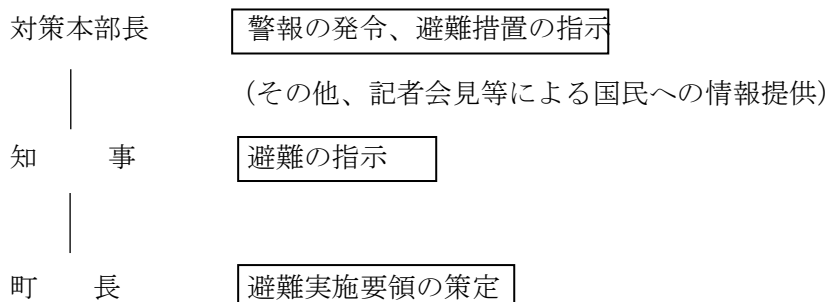 対策本部長 警報の発令、避難措置の指示
（その他、記者会見等による国民への情報提供）
知 事 避難の指示
町 長 避難実施要領の策定